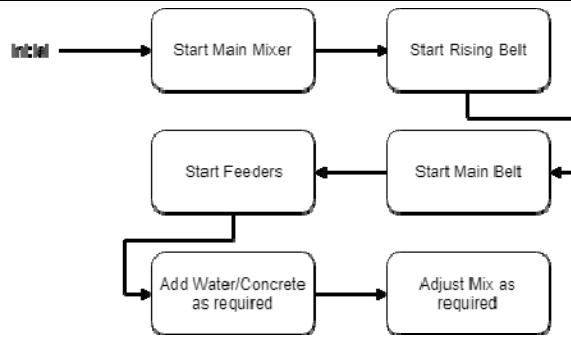 Initial
Start Main Mixer
Start Rising Belt
Start Feeders
Start Main Belt
Add Water/Concrete
as required
Adjust Mix as
required